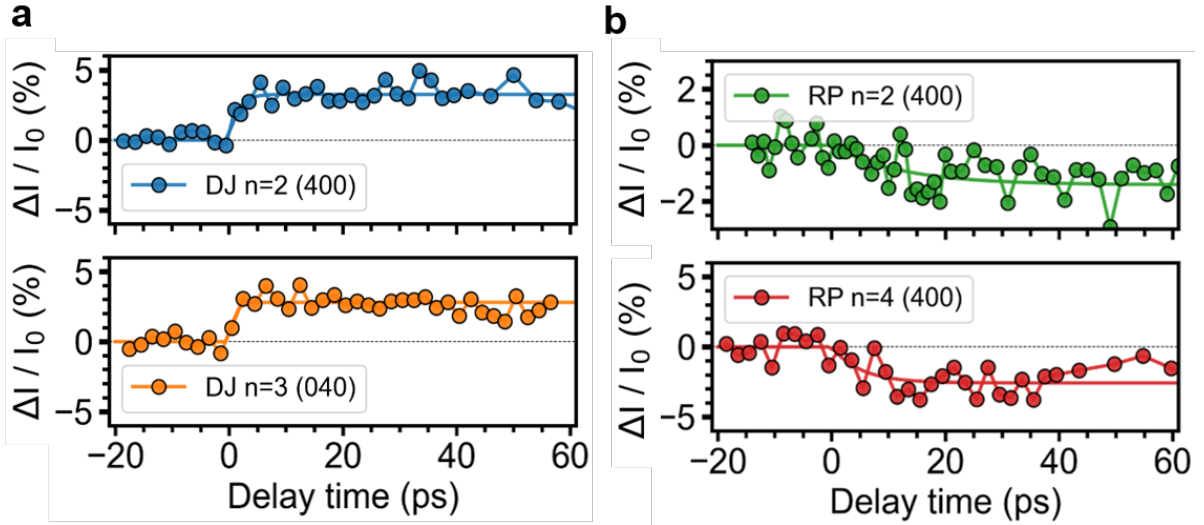 a
ΔI / I₀ (%)
5
0
−5
DJ n=2 (400)
ΔI / I₀ (%)
5
0
−5
DJ n=3 (040)
−20 0 20 40 60
Delay time (ps)
b
ΔI / I₀ (%)
2
0
−2
RP n=2 (400)
ΔI / I₀ (%)
5
0
−5
RP n=4 (400)
−20 0 20 40 60
Delay time (ps)